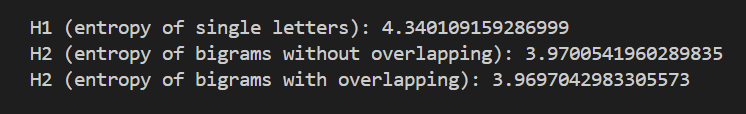 H1 (entropy of single letters): 4.340109159286999
H2 (entropy of bigrams without overlapping): 3.9700541960289835
H2 (entropy of bigrams with overlapping): 3.9697042983305573